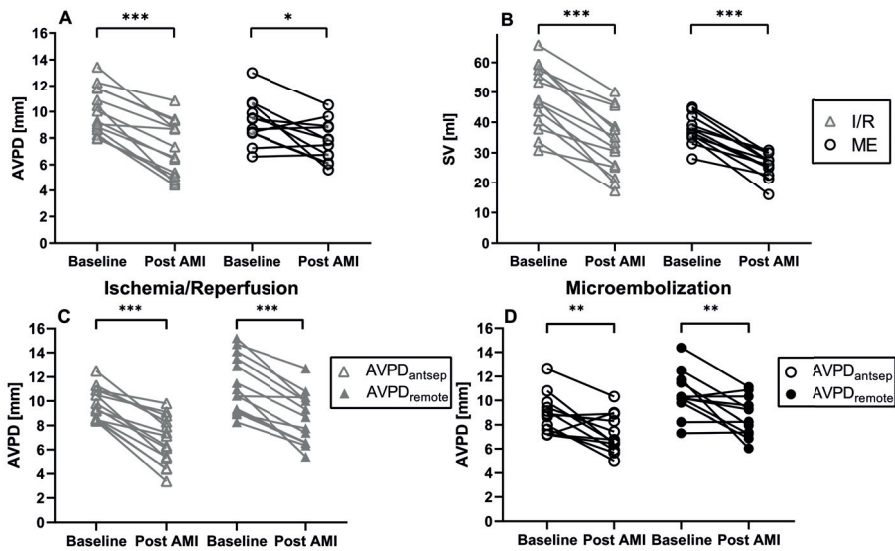 A
***
*
16
14
12
10
8
6
4
2
0
AVPD [mm]
Baseline Post AMI Baseline Post AMI
B
***
***
60
50
40
30
20
10
0
SV [ml]
Baseline Post AMI Baseline Post AMI
I/R
ME
Ischemia/Reperfusion
C
***
***
16
14
12
10
8
6
4
2
0
AVPD [mm]
AVPDantsep
AVPDremote
Baseline Post AMI Baseline Post AMI
Microembolization
D
**
**
16
14
12
10
8
6
4
2
0
AVPD [mm]
AVPDantsep
AVPDremote
Baseline Post AMI Baseline Post AMI